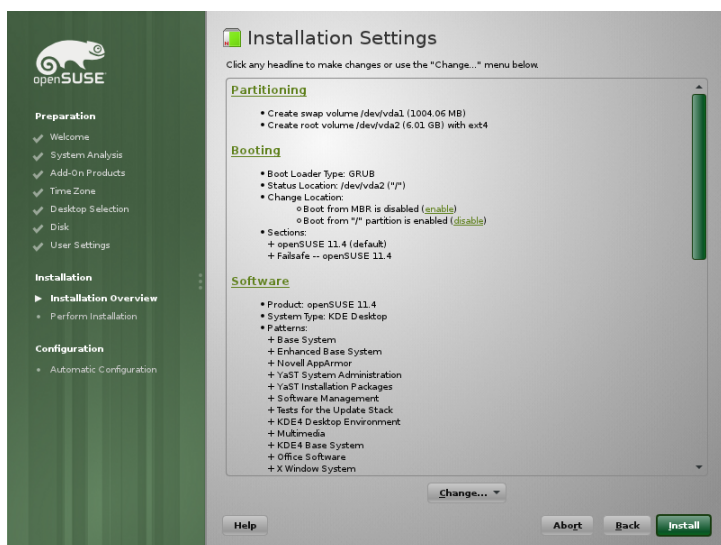 openSUSE
Preparation
Welcome
System Analysis
Add-On Products
Time Zone
Desktop Selection
Disk
User Settings
Installation
Installation Overview
Perform Installation
Configuration
Automatic Configuration
Installation Settings
Click any headline to make changes or use the "Change..." menu below.
Partitioning
• Create swap volume /dev/vda1 (1004.06 MB)
• Create root volume /dev/vda2 (6.01 GB) with ext4
Booting
• Boot Loader Type: GRUB
• Status Location: /dev/vda2 ("/")
• Change Location:
o Boot from MBR is disabled (enable)
o Boot from "/" partition is enabled (disable)
• Sections:
+ openSUSE 11.4 (default)
+ Failsafe -- openSUSE 11.4
Software
• Product: openSUSE 11.4
• System Type: KDE Desktop
• Patterns:
+ Base System
+ Enhanced Base System
+ Novell AppArmor
+ YaST System Administration
+ YaST Installation Packages
+ Software Management
+ Tests for the Update Stack
+ KDE4 Desktop Environment
+ Multimedia
+ KDE4 Base System
+ Office Software
+ X Window System
Change...
Help
Abort
Back
Install